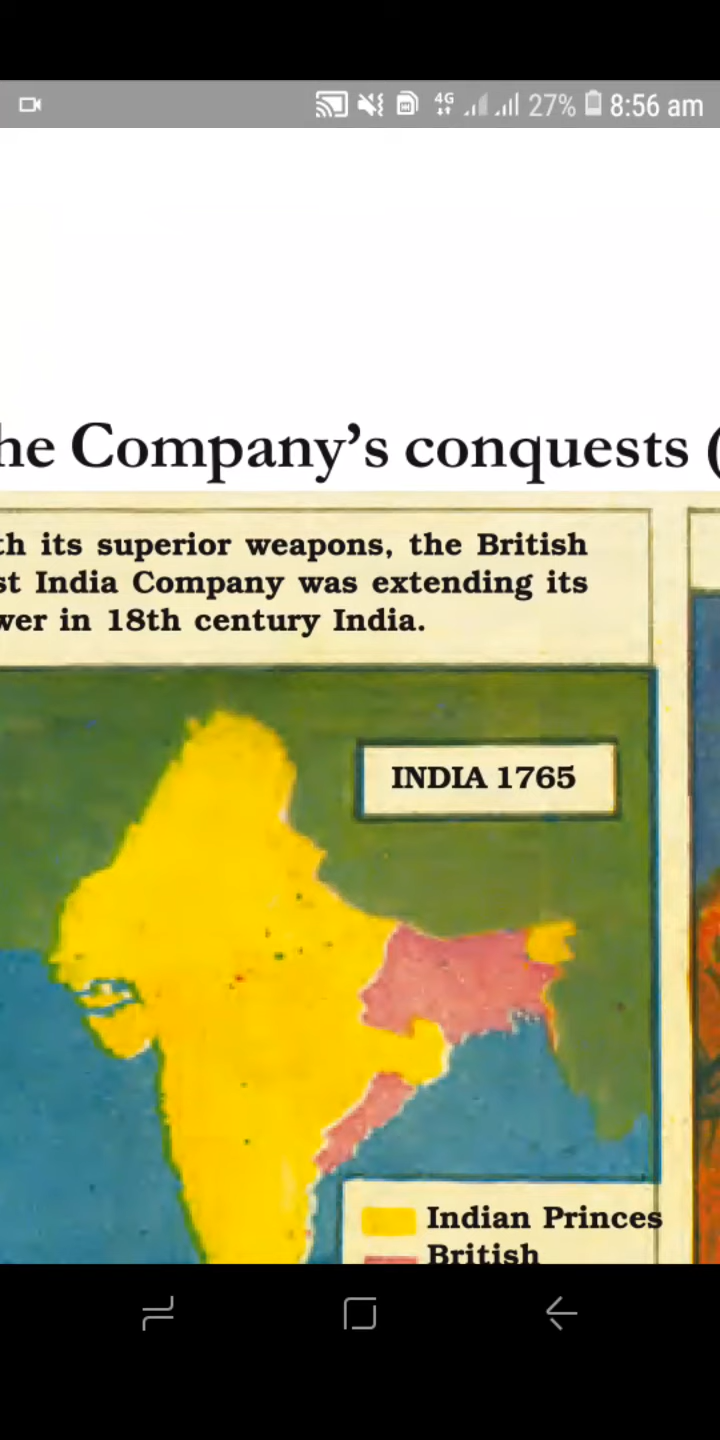 4G 27% 8:56 am
he Company's conquests (
th its superior weapons, the British
st India Company was extending its
wer in 18th century India.
INDIA 1765
Indian Princes
British